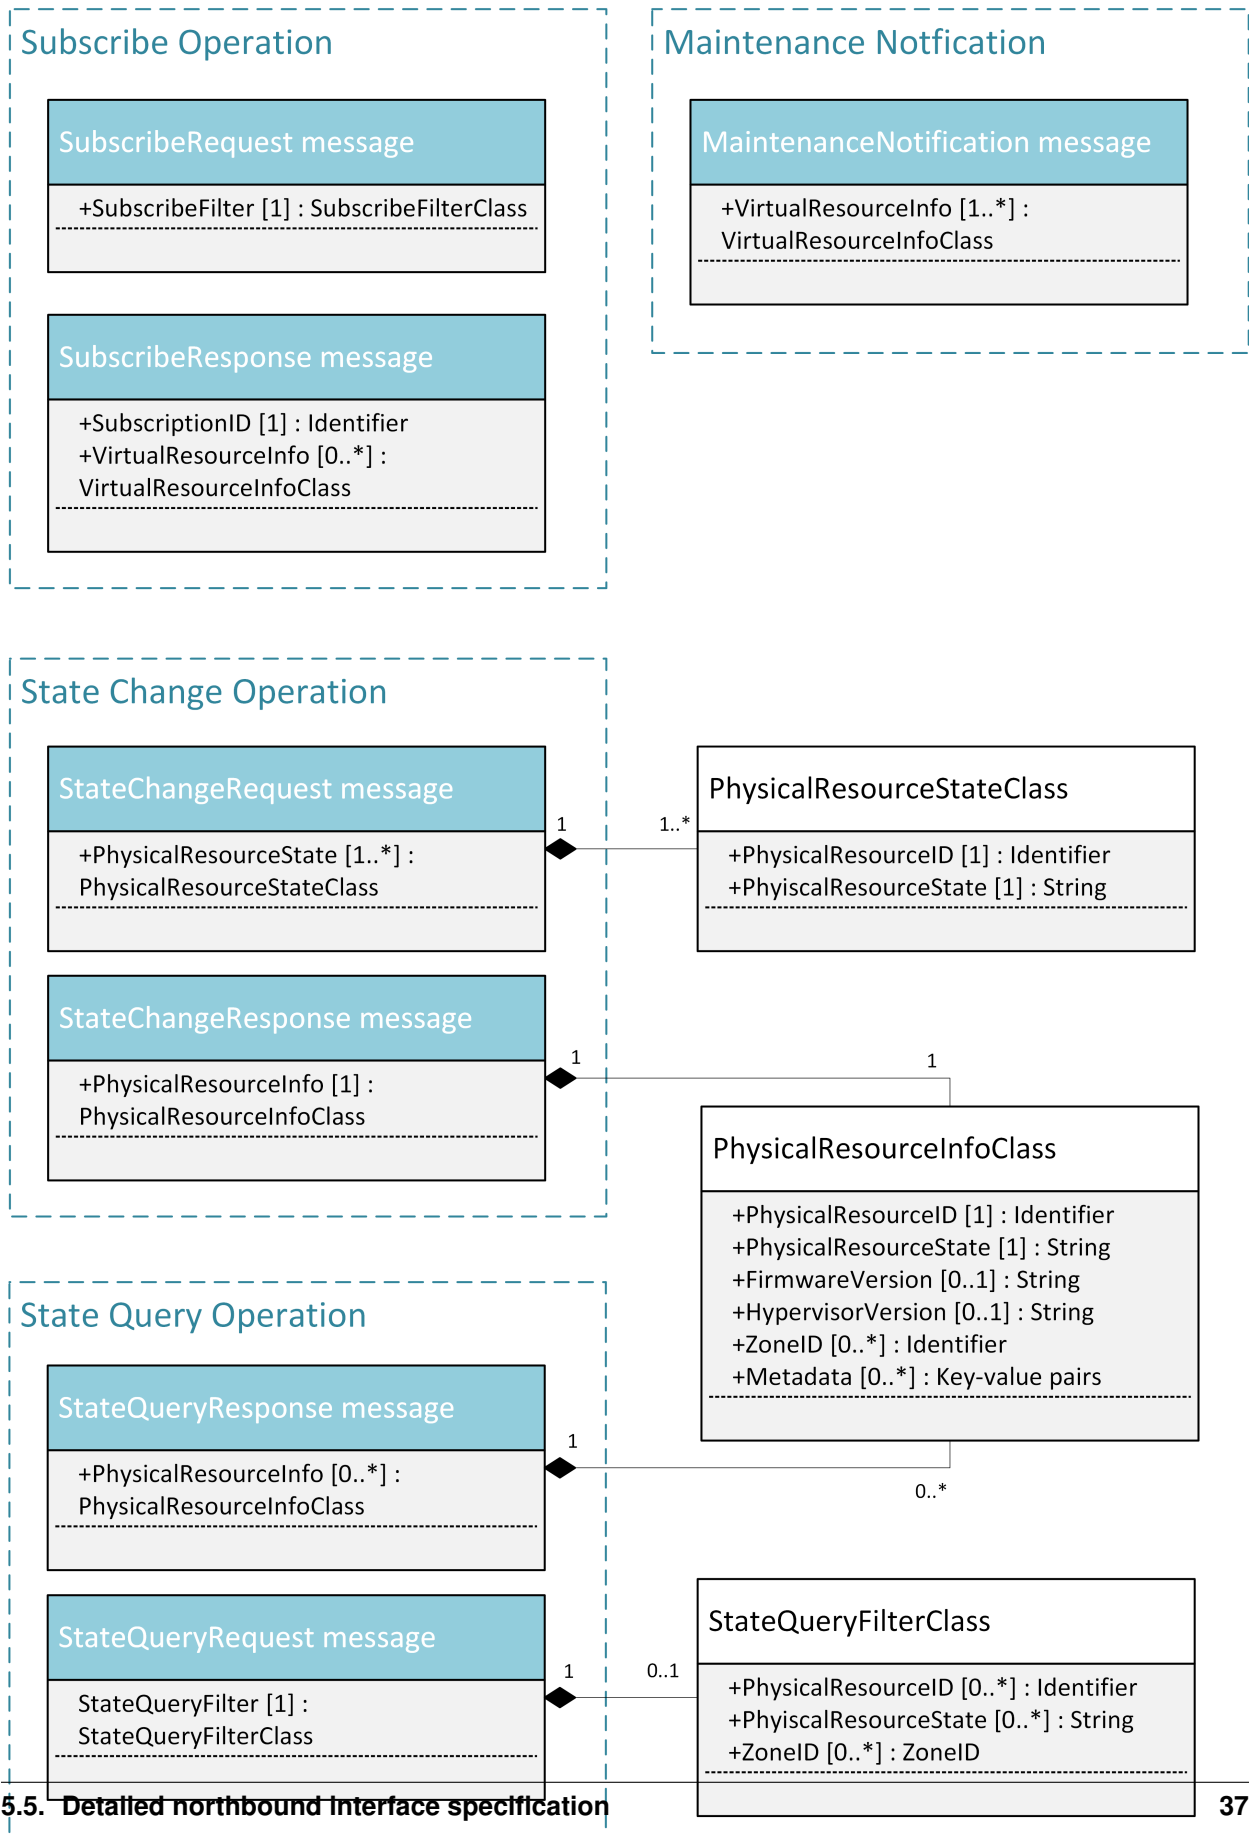 Subscribe Operation
SubscribeRequest message
+SubscribeFilter [1] : SubscribeFilterClass
SubscribeResponse message
+SubscriptionID [1] : Identifier
+VirtualResourceInfo [0..*] :
VirtualResourceInfoClass
Maintenance Notfication
MaintenanceNotification message
+VirtualResourceInfo [1..*] :
VirtualResourceInfoClass
State Change Operation
StateChangeRequest message
+PhysicalResourceState [1..*] :
PhysicalResourceStateClass
1
1..*
PhysicalResourceStateClass
+PhysicalResourceID [1] : Identifier
+PhyiscalResourceState [1] : String
StateChangeResponse message
+PhysicalResourceInfo [1] :
PhysicalResourceInfoClass
1
1
PhysicalResourceInfoClass
+PhysicalResourceID [1] : Identifier
+PhysicalResourceState [1] : String
+FirmwareVersion [0..1] : String
+HypervisorVersion [0..1] : String
+ZoneID [0..*] : Identifier
+Metadata [0..*] : Key-value pairs
State Query Operation
StateQueryResponse message
+PhysicalResourceInfo [0..*] :
PhysicalResourceInfoClass
1
0..*
StateQueryRequest message
StateQueryFilter [1] :
StateQueryFilterClass
1
0..1
StateQueryFilterClass
+PhysicalResourceID [0..*] : Identifier
+PhyiscalResourceState [0..*] : String
+ZoneID [0..*] : ZoneID
5.5. Detailed northbound interface specification
37